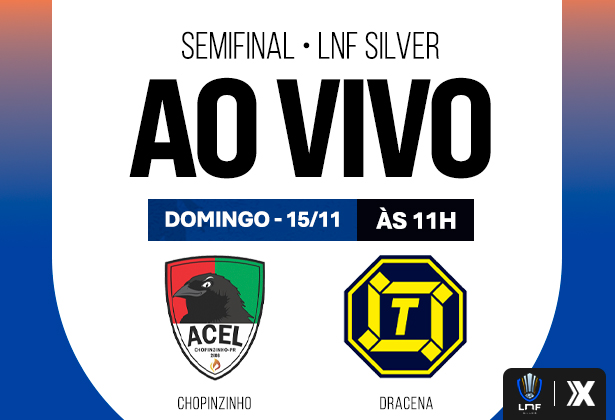 SEMIFINAL • LNF SILVER
AO VIVO
DOMINGO - 15/11 ÀS 11H
ACEL
CHOPINZINHO-PR
T
CHOPINZINHO
DRACENA
LNF
X